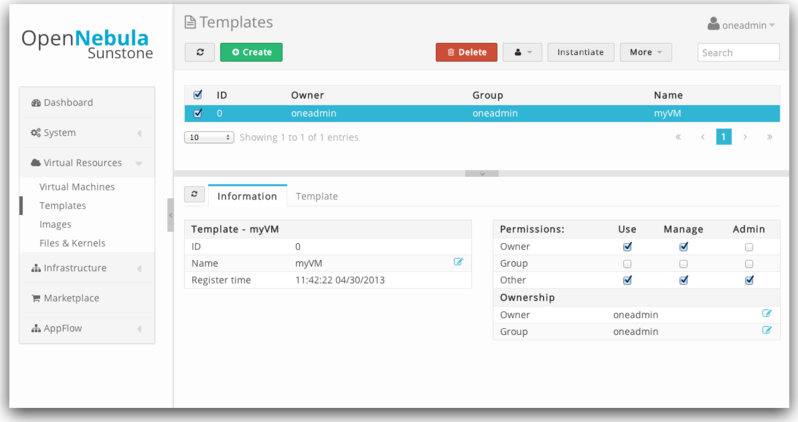 OpenNebula
Sunstone
Templates
oneadmin
Create
Delete
Instantiate
More
Search
Dashboard
System
Virtual Resources
Virtual Machines
Templates
Images
Files & Kernels
Infrastructure
Marketplace
AppFlow
ID Owner Group Name
0 oneadmin oneadmin myVM
10 Showing 1 to 1 of 1 entries « ‹ 1 › »
Information Template
Template - myVM
ID 0
Name myVM
Register time 11:42:22 04/30/2013
Permissions: Use Manage Admin
Owner
Group
Other
Ownership
Owner oneadmin
Group oneadmin